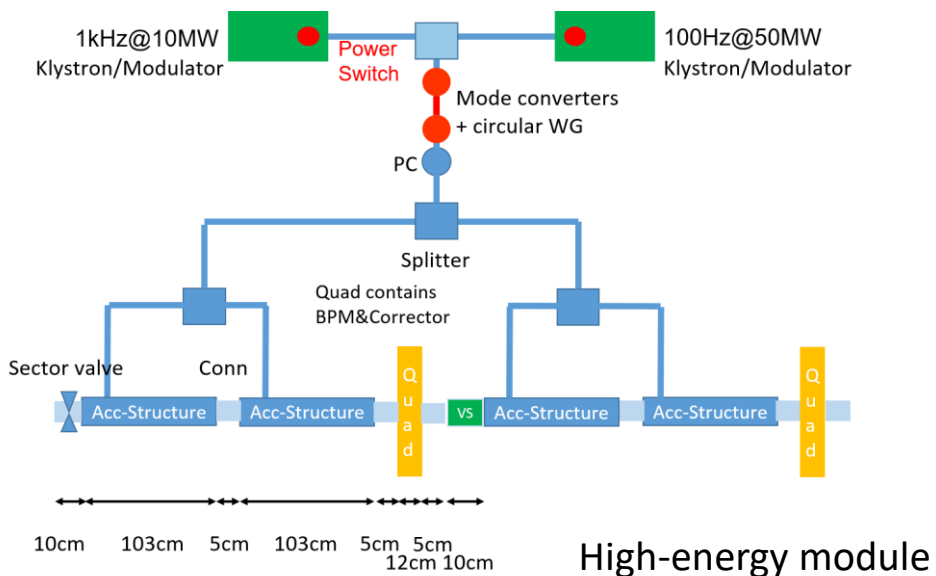 1kHz@10MW
Klystron/Modulator
Power
Switch
100Hz@50MW
Klystron/Modulator
Mode converters
+ circular WG
PC
Splitter
Quad contains
BPM&Corrector
Sector valve
Conn
Acc-Structure
Acc-Structure
Quad
VS
Acc-Structure
Acc-Structure
Quad
10cm 103cm 5cm 103cm 5cm 12cm 5cm 10cm
High-energy module